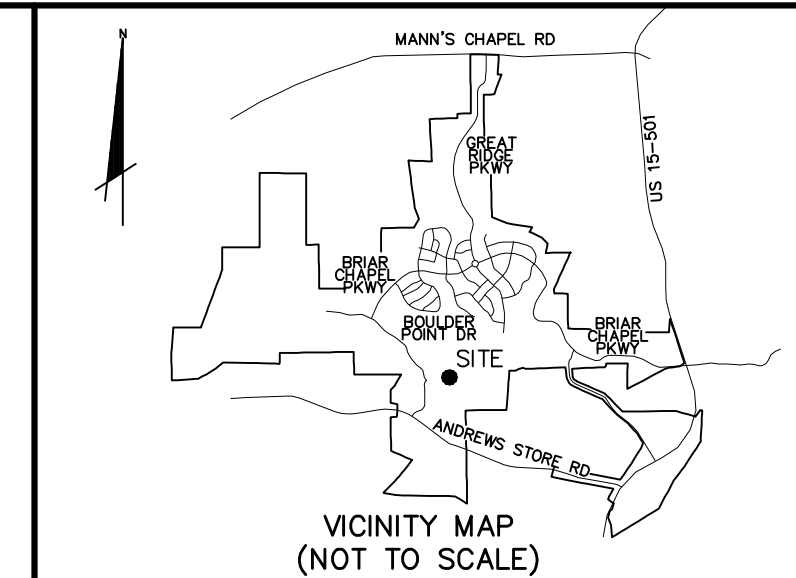 N
MANN'S CHAPEL RD
US 15-501
GREAT
RIDGE
PKWY
BRIAR
CHAPEL
PKWY
BOULDER
POINT DR
BRIAR
CHAPEL
PKWY
SITE
ANDREWS STORE RD
VICINITY MAP
(NOT TO SCALE)